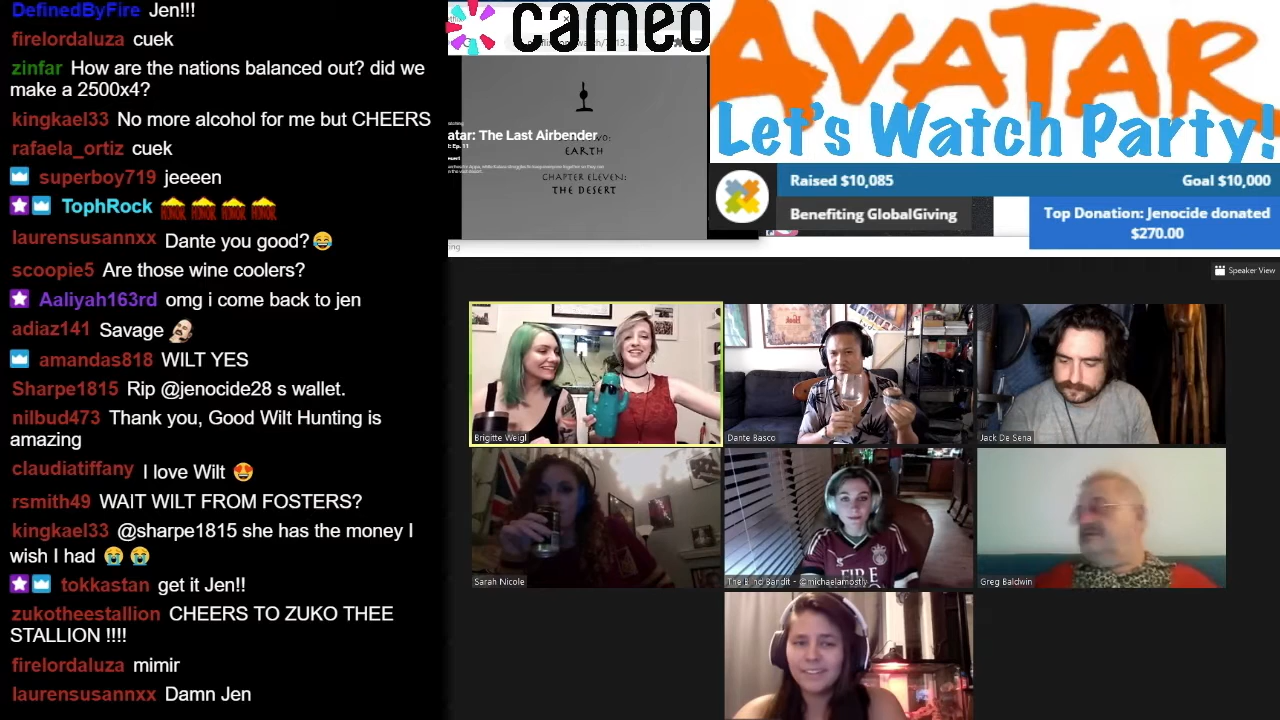 DefinedByFire Jen!!!
firelordaluza cuek
zinfar How are the nations balanced out? did we
make a 2500x4?
kingkael33 No more alcohol for me but CHEERS
rafaela_ortiz cuek
superboy719 jeeeen
TophRock HONOR HONOR HONOR HONOR
laurensusannxx Dante you good?😂
scoopie5 Are those wine coolers?
Aaliyah163rd omg i come back to jen
adiaz141 Savage
amandas818 WILT YES
Sharpe1815 Rip @jenocide28 s wallet.
nilbud473 Thank you, Good Wilt Hunting is
amazing
claudiatiffany I love Wilt 😍
rsmith49 WAIT WILT FROM FOSTERS?
kingkael33 @sharpe1815 she has the money I
wish I had 😭 😭
tokkastan get it Jen!!
zukotheestallion CHEERS TO ZUKO THEE
STALLION !!!!
firelordaluza mimir
laurensusannxx Damn Jen
cameo
atar: The Last Airbender
EARTH
CHAPTER ELEVEN:
THE DESERT
AVATAR
Let's Watch Party!
Raised $10,085
Goal $10,000
Benefiting GlobalGiving
Top Donation: Jenocide donated
$270.00
Speaker View
Brigitte Weigl
Dante Basco
Jack De Sena
Sarah Nicole
The Blind Bandit - @michaelamostly
Greg Baldwin
FIRE